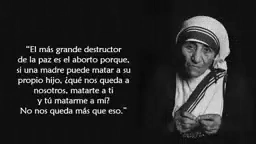 "El más grande destructor
de la paz es el aborto porque,
si una madre puede matar a su
propio hijo, ¿qué nos queda a
nosotros, matarte a ti
y tú matarme a mí?
No nos queda más que eso."